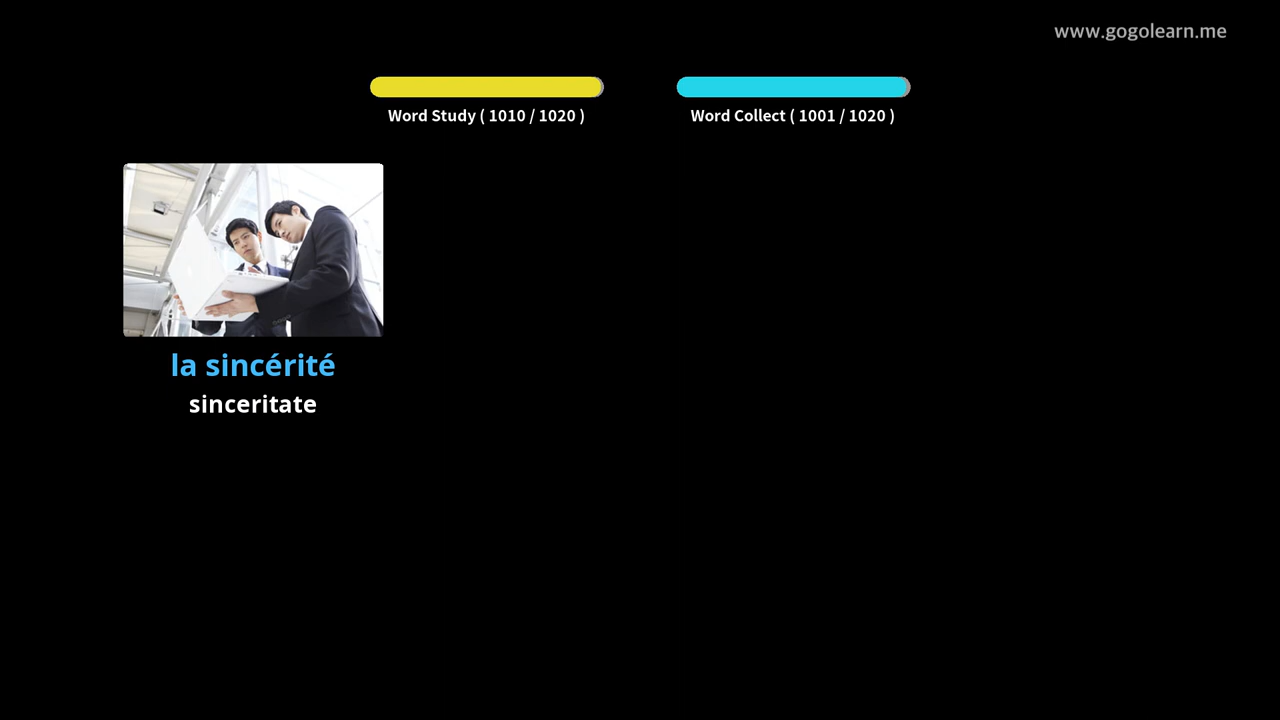 www.gogolearn.me
Word Study ( 1010 / 1020 )
Word Collect ( 1001 / 1020 )
la sincérité
sinceritate